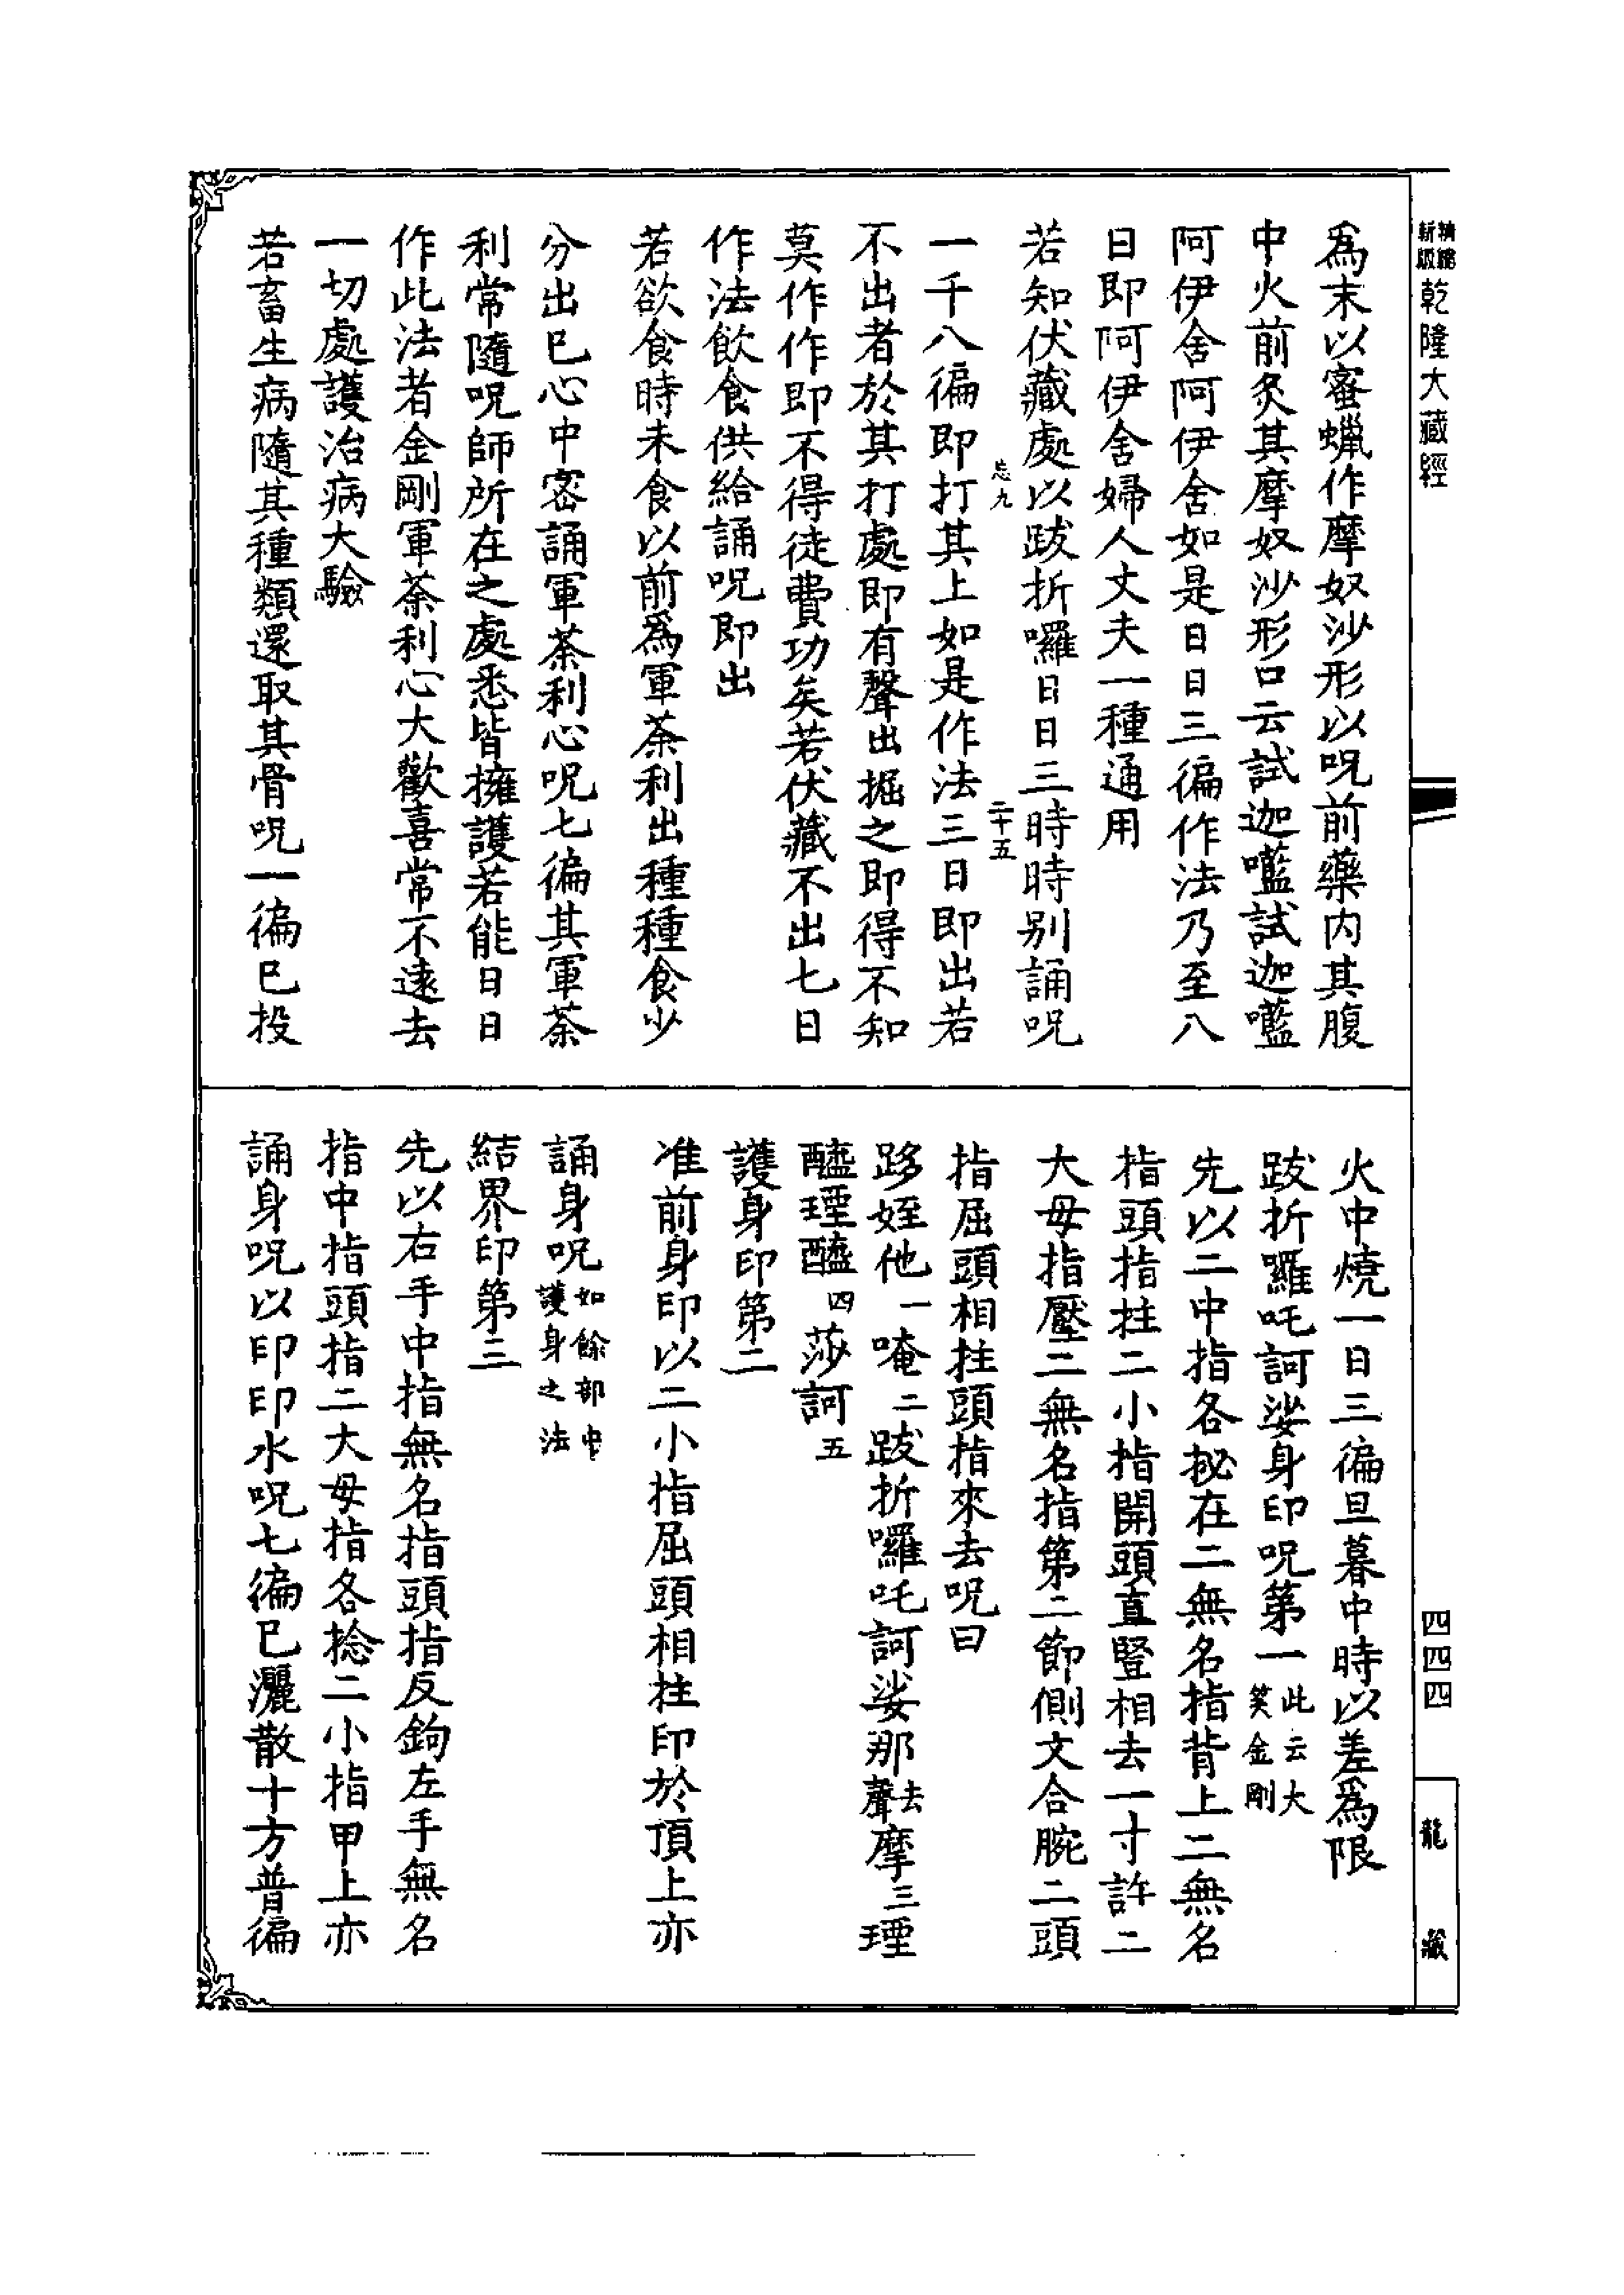 精縮新版乾隆大藏經
為末以蜜蠟作摩奴沙形以呪前藥內其腹
中火前炙其摩奴沙形口云試迦㘕試迦㘕
阿伊舍阿伊舍如是日日三徧作法乃至八
日即阿伊舍婦人丈夫一種通用
若知伏藏處以跋折囉日日三時時別誦呪
忘九
二十五
一千八徧即打其上如是作法三日即出若
不出者於其打處即有聲出掘之即得不知
莫作作即不得徒費功矣若伏藏不出七日
作法飲食供給誦呪即出
若欲食時未食以前為軍荼利出種種食少
分出已心中密誦軍荼利心呪七徧其軍荼
利常隨呪師所在之處悉皆擁護若能日日
作此法者金剛軍荼利心大歡喜常不遠去
一切處護治病大驗
若畜生病隨其種類還取其骨呪一徧已投
火中燒一日三徧旦暮中時以差為限
跋折囉吒訶娑身印呪第一此云大笑金剛
先以二中指各拟在二無名指背上二無名
指頭指拄二小指開頭直豎相去一寸許二
大母指壓二無名指第二節側文合腕二頭
指屈頭相拄頭指來去呪曰
跢姪他一唵二跋折囉吒訶娑那去聲摩三堙
醯堙醯四莎訶五
護身印第二
准前身印以二小指屈頭相拄印於頂上亦
誦身呪如餘部中護身之法
結界印第三
先以右手中指無名指頭指反鉤左手無名
指中指頭指二大母指各捻二小指甲上亦
誦身呪以印印水呪七徧已灑散十方普徧
四四四
龍藏